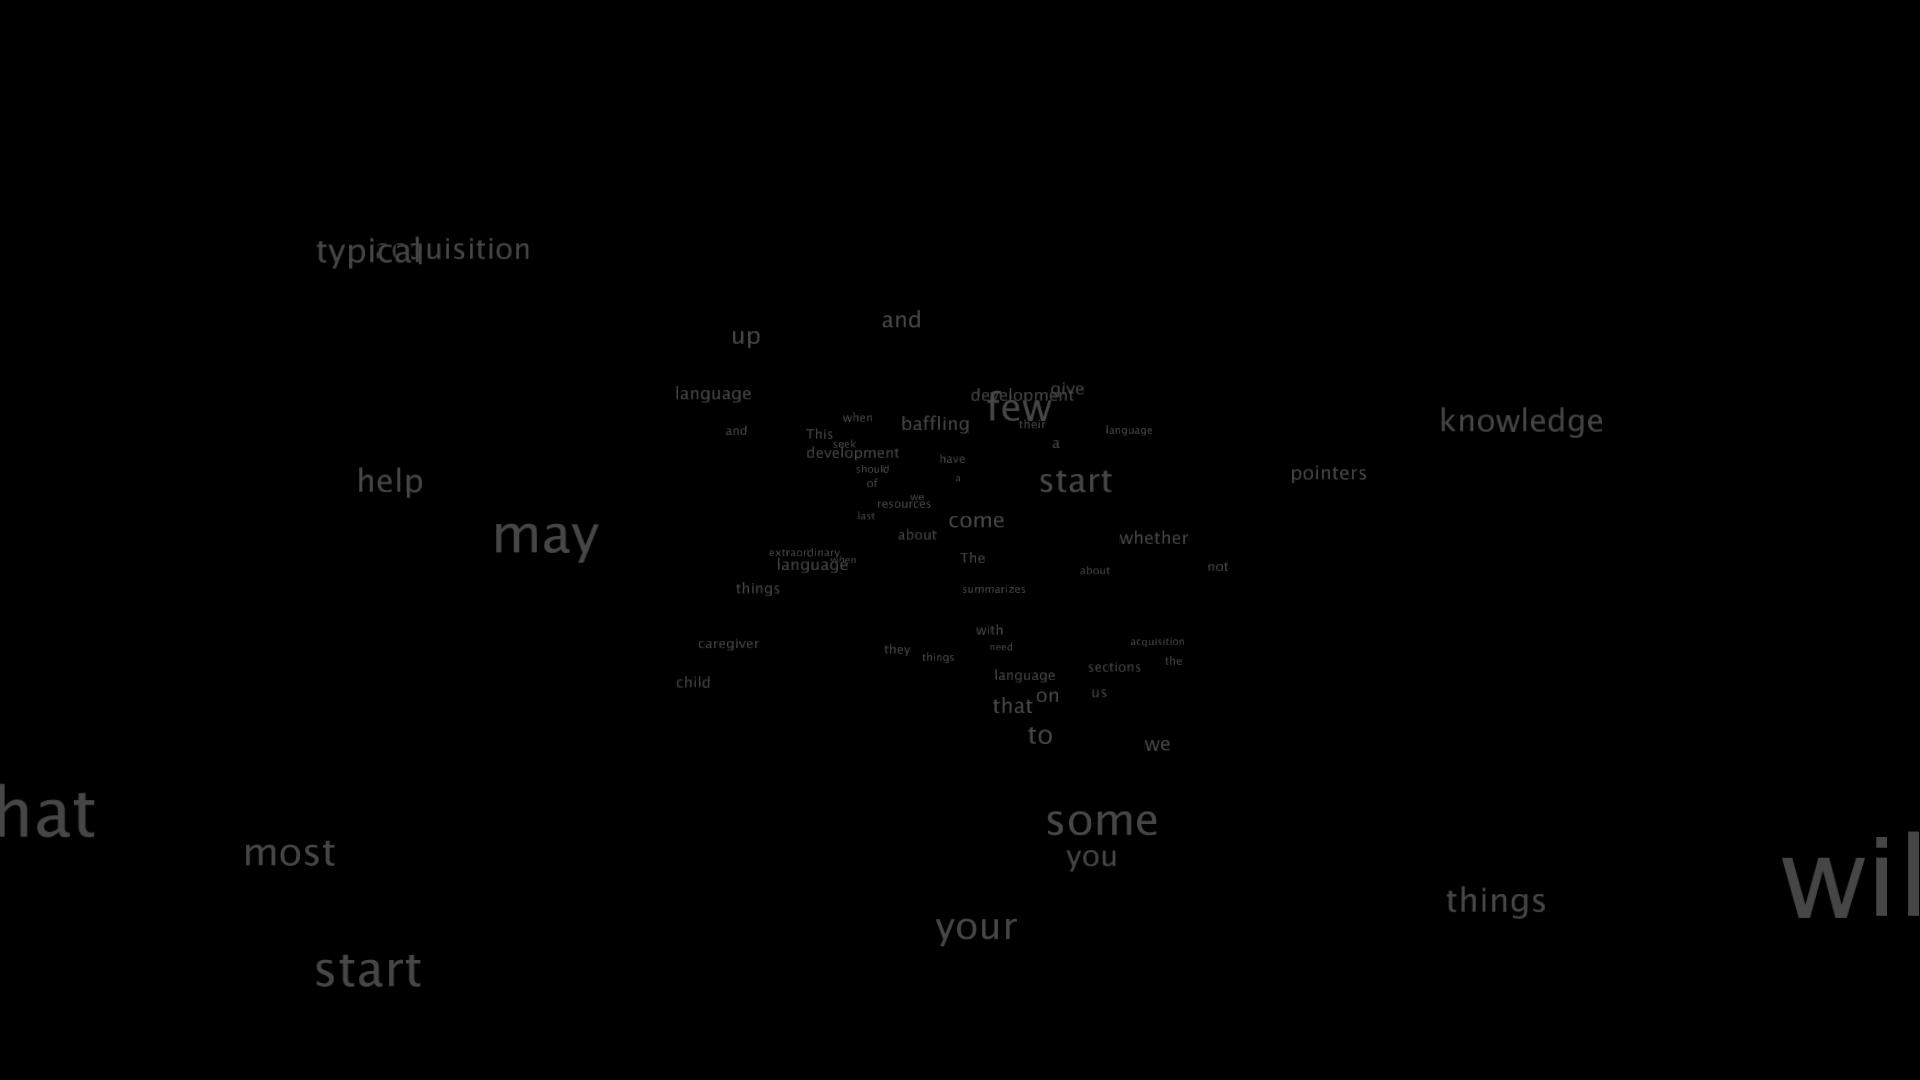 typical
acquisition
and
up
give
language
development
few
when
baffling
their
knowledge
and
This
language
seek
a
development
have
should
pointers
a
help
of
start
we
resources
last
come
may
about
whether
extraordinary
The
when
language
not
about
things
summarizes
with
acquisition
caregiver
need
they
things
the
sections
language
child
us
on
that
to
we
hat
some
most
you
wil
things
your
start